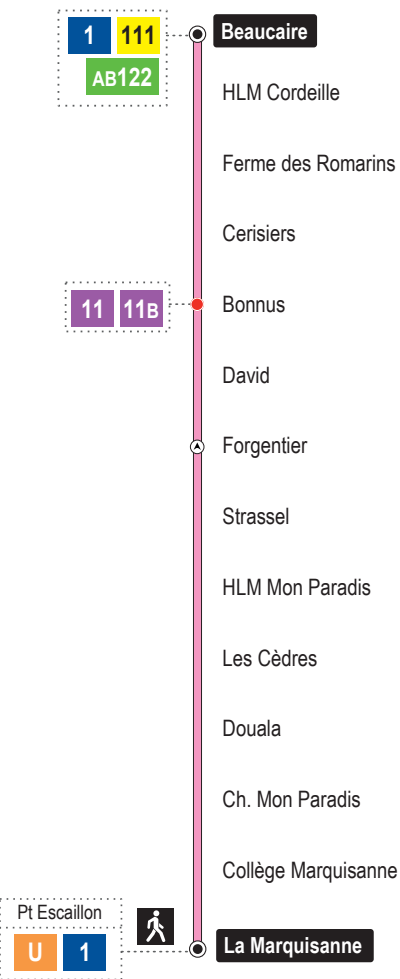 1 111 Beaucaire
AB122
HLM Cordeille
Ferme des Romarins
Cerisiers
11 11B Bonnus
David
Forgentier
Strassel
HLM Mon Paradis
Les Cèdres
Douala
Ch. Mon Paradis
Collège Marquisanne
Pt Escaillon
U 1 La Marquisanne